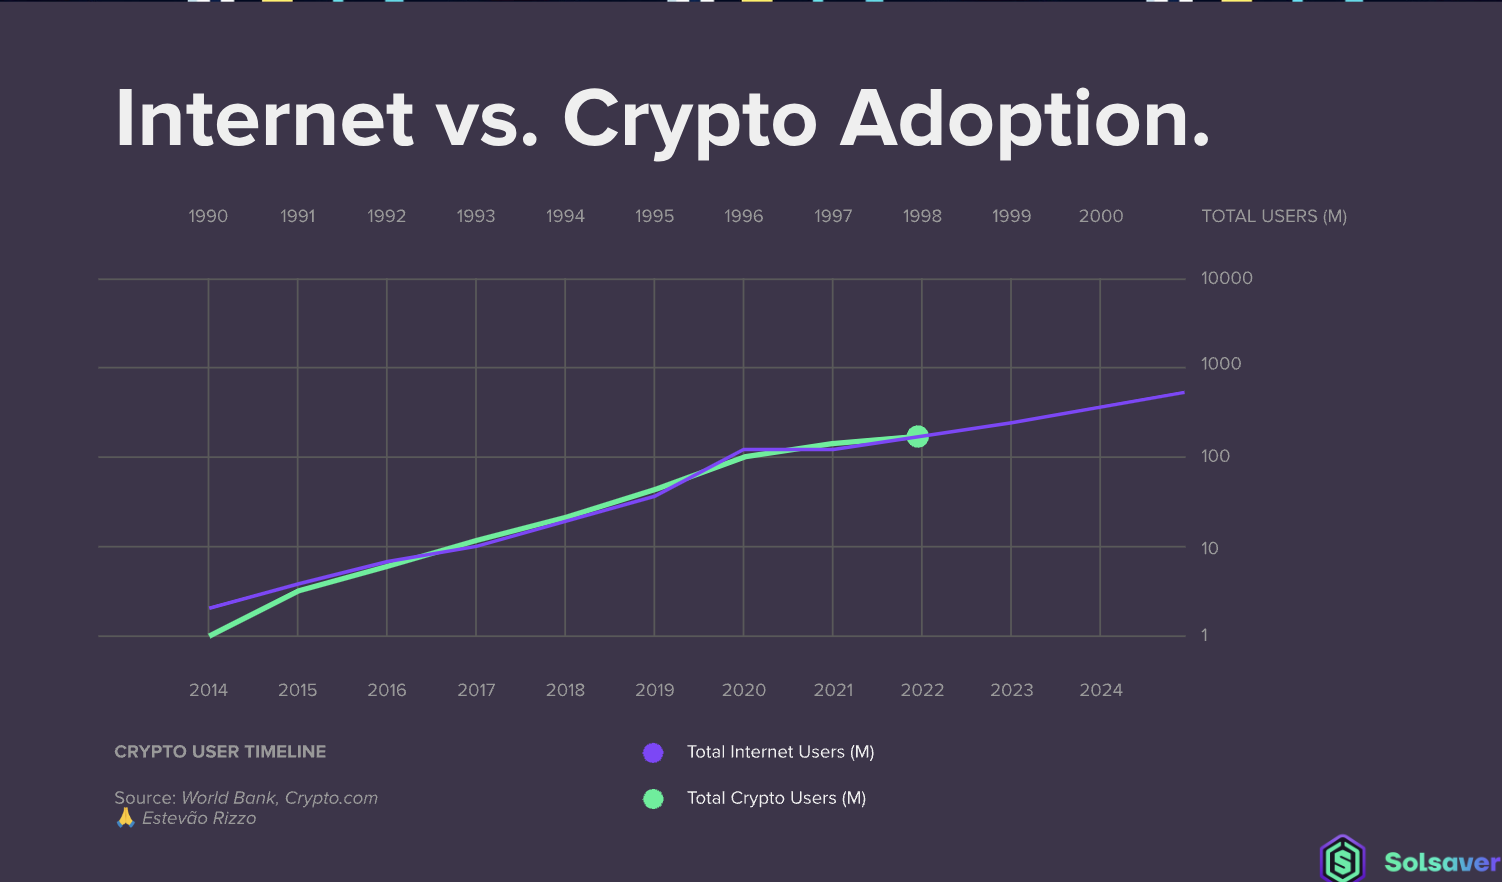 Internet vs. Crypto Adoption.
1990 1991 1992 1993 1994 1995 1996 1997 1998 1999 2000 TOTAL USERS (M)
10000
1000
100
10
1
2014 2015 2016 2017 2018 2019 2020 2021 2022 2023 2024
CRYPTO USER TIMELINE
Total Internet Users (M)
Source: World Bank, Crypto.com
Total Crypto Users (M)
🙏 Estevão Rizzo
Solsaver